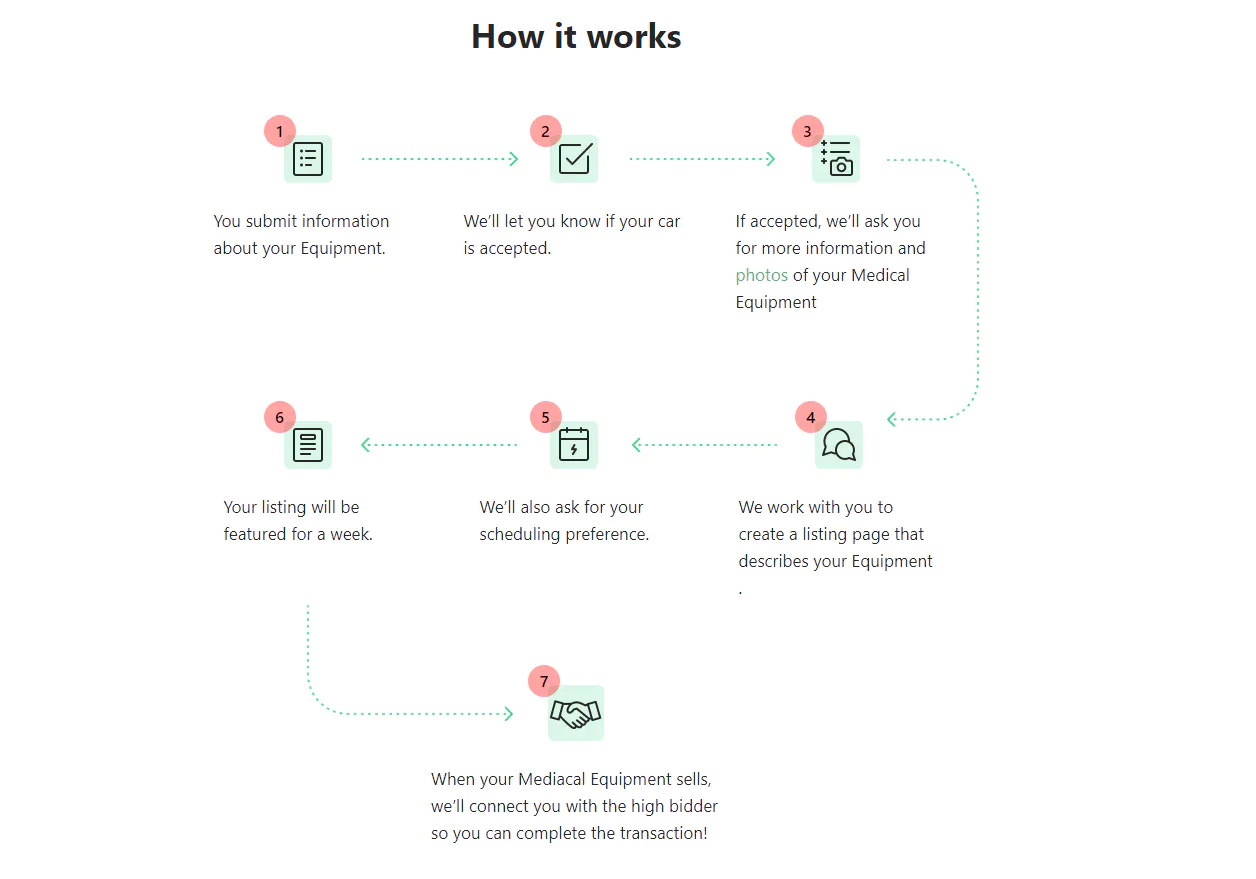 How it works
1
You submit information
about your Equipment.
2
We’ll let you know if your car
is accepted.
3
If accepted, we’ll ask you
for more information and
photos of your Medical
Equipment
4
We work with you to
create a listing page that
describes your Equipment
.
5
We’ll also ask for your
scheduling preference.
6
Your listing will be
featured for a week.
7
When your Mediacal Equipment sells,
we’ll connect you with the high bidder
so you can complete the transaction!